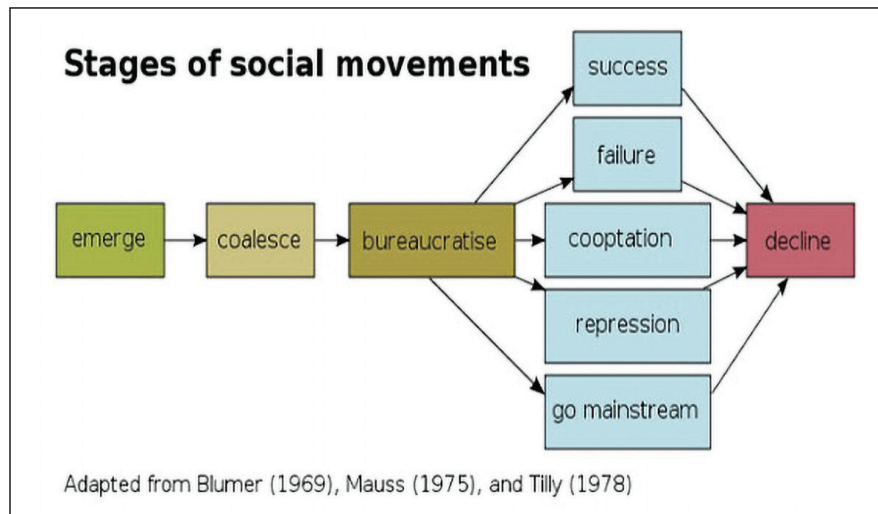 Stages of social movements
success
failure
emerge
coalesce
bureaucratise
cooptation
decline
repression
go mainstream
Adapted from Blumer (1969), Mauss (1975), and Tilly (1978)